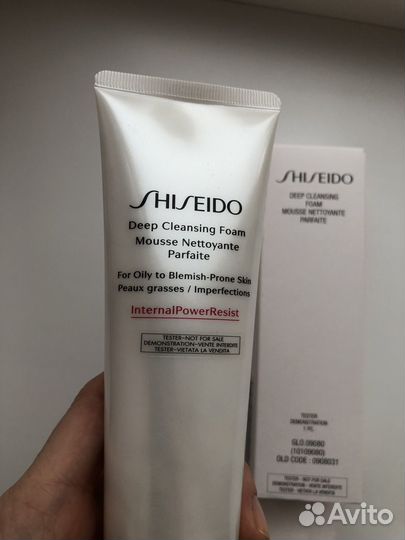 SHISEIDO
Deep Cleansing Foam
Mousse Nettoyante
Parfaite
For Oily to Blemish-Prone Skin
Peaux grasses / Imperfections
InternalPowerResist
TESTER-NOT FOR SALE
DEMONSTRATION-VENTE INTERDITE
TESTER-VIETATA LA VENDITA
SHISEIDO
DEEP CLEANSING
FOAM
MOUSSE NETTOYANTE
PARFAITE
TESTER
DEMONSTRATION
1 PC.
GLO.09680
(10109680)
OLD CODE : 0908031
TESTER - NOT FOR SALE
DEMONSTRATION - VENTE INTERDITE
TESTER - VIETATA LA VENDITA
Avito